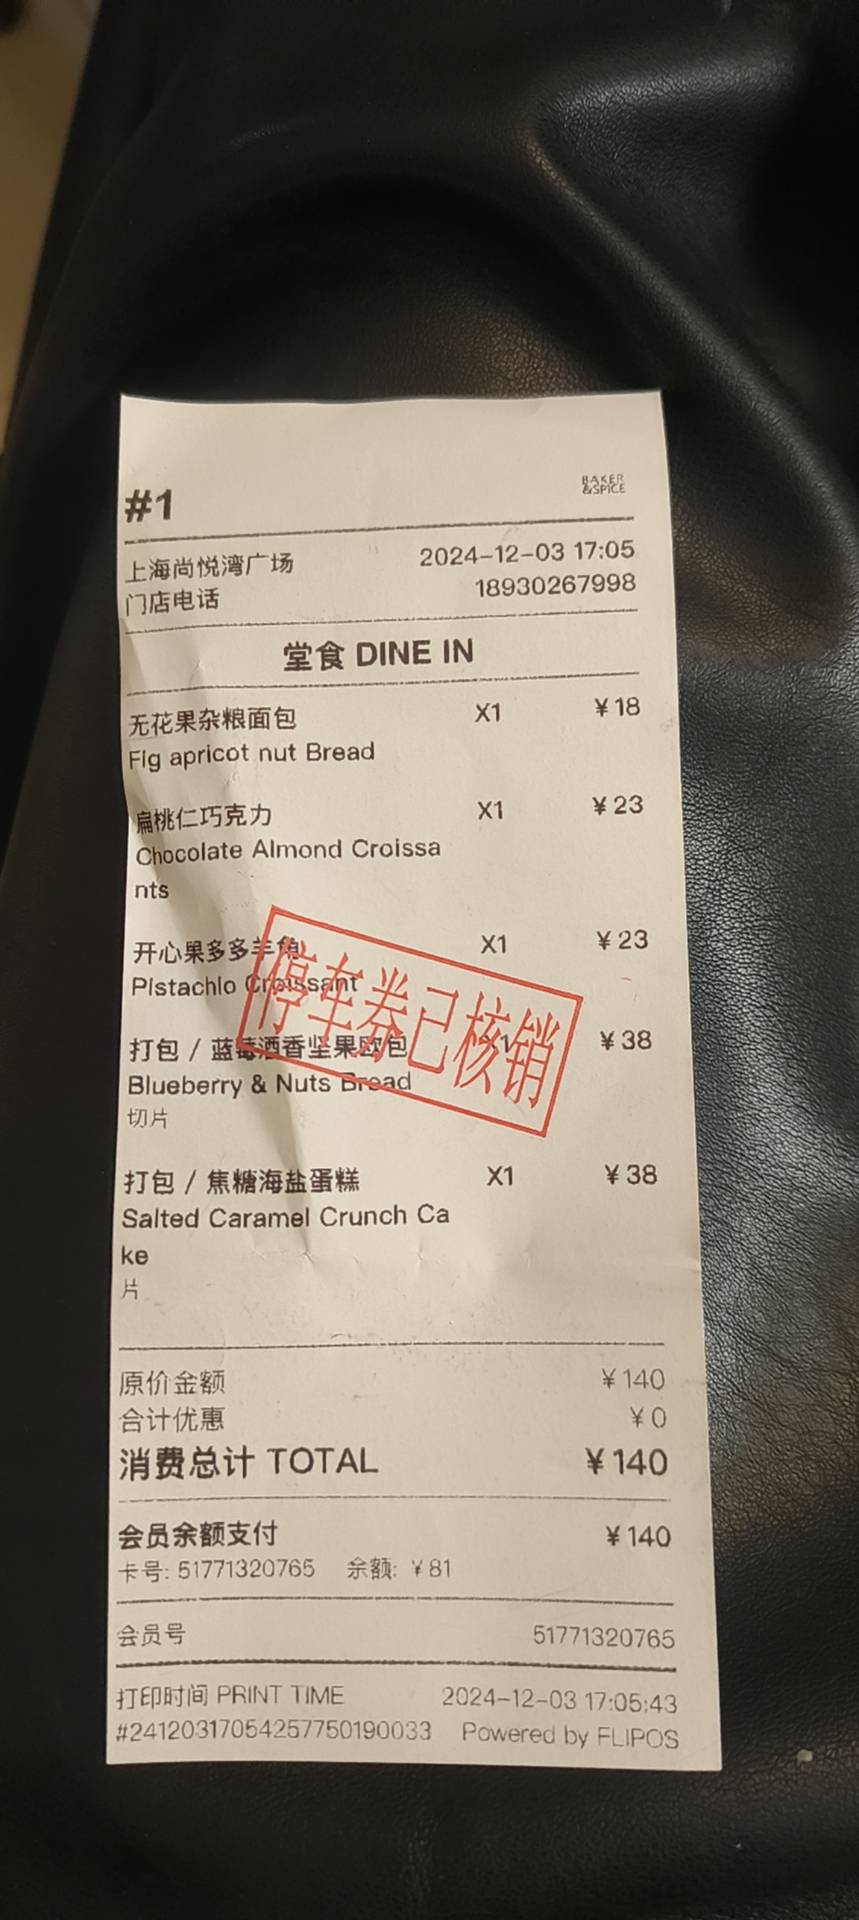 #1
BAKER
&SPICE
上海尚悦湾广场 2024-12-03 17:05
门店电话 18930267998
堂食 DINE IN
无花果杂粮面包 X1 ¥18
Fig apricot nut Bread
扁桃仁巧克力 X1 ¥23
Chocolate Almond Croissa
nts
开心果多多羊角 X1 ¥23
Pistachio Croissant
停车券已核销
打包 / 蓝莓酒香坚果欧包 X1 ¥38
Blueberry & Nuts Bread
切片
打包 / 焦糖海盐蛋糕 X1 ¥38
Salted Caramel Crunch Ca
ke
片
原价金额 ¥140
合计优惠 ¥0
消费总计 TOTAL ¥140
会员余额支付 ¥140
卡号: 51771320765 余额: ¥81
会员号 51771320765
打印时间 PRINT TIME 2024-12-03 17:05:43
#24120317054257750190033 Powered by FLIPOS